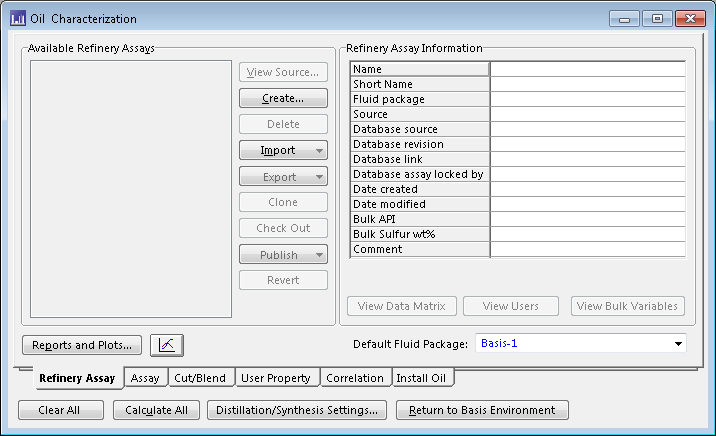 Oil Characterization
Available Refinery Assays
View Source...
Create...
Delete
Import
Export
Clone
Check Out
Publish
Revert
Refinery Assay Information
Name
Short Name
Fluid package
Source
Database source
Database revision
Database link
Database assay locked by
Date created
Date modified
Bulk API
Bulk Sulfur wt%
Comment
View Data Matrix View Users View Bulk Variables
Reports and Plots... Default Fluid Package: Basis-1
Refinery Assay Assay Cut/Blend User Property Correlation Install Oil
Clear All Calculate All Distillation/Synthesis Settings... Return to Basis Environment